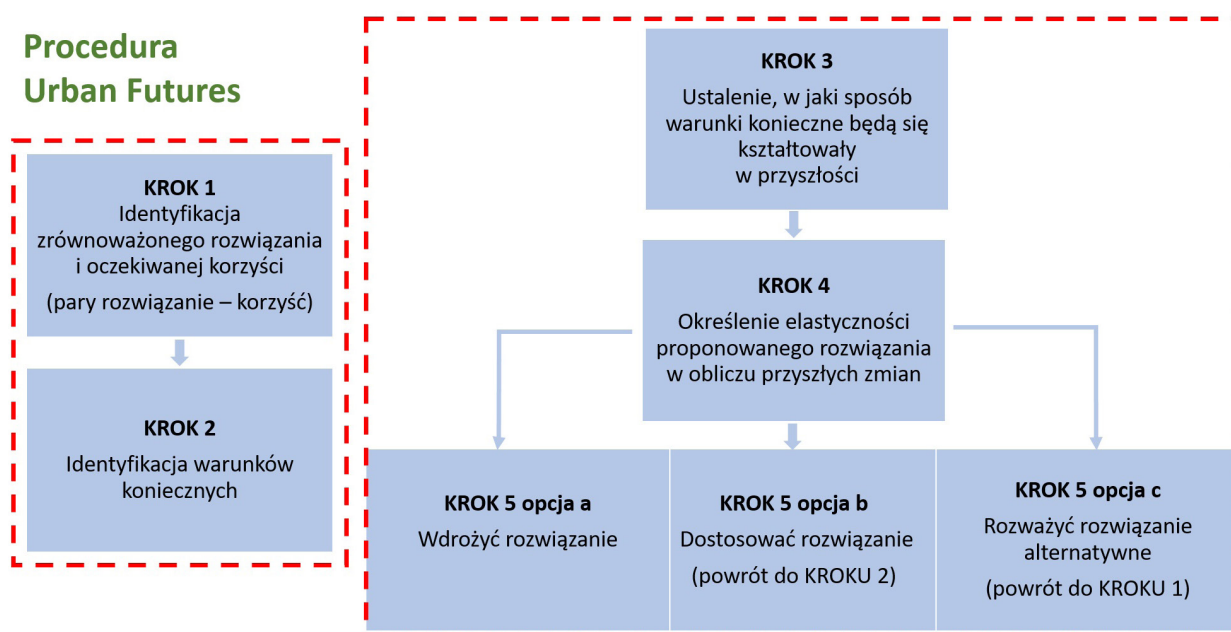 Procedura
Urban Futures
KROK 1
Identyfikacja
zrównoważonego rozwiązania
i oczekiwanej korzyści
(pary rozwiązanie – korzyść)
KROK 2
Identyfikacja warunków
koniecznych
KROK 3
Ustalenie, w jaki sposób
warunki konieczne będą się
kształtowały
w przyszłości
KROK 4
Określenie elastyczności
proponowanego rozwiązania
w obliczu przyszłych zmian
KROK 5 opcja a
Wdrożyć rozwiązanie
KROK 5 opcja b
Dostosować rozwiązanie
(powrót do KROKU 2)
KROK 5 opcja c
Rozważyć rozwiązanie
alternatywne
(powrót do KROKU 1)